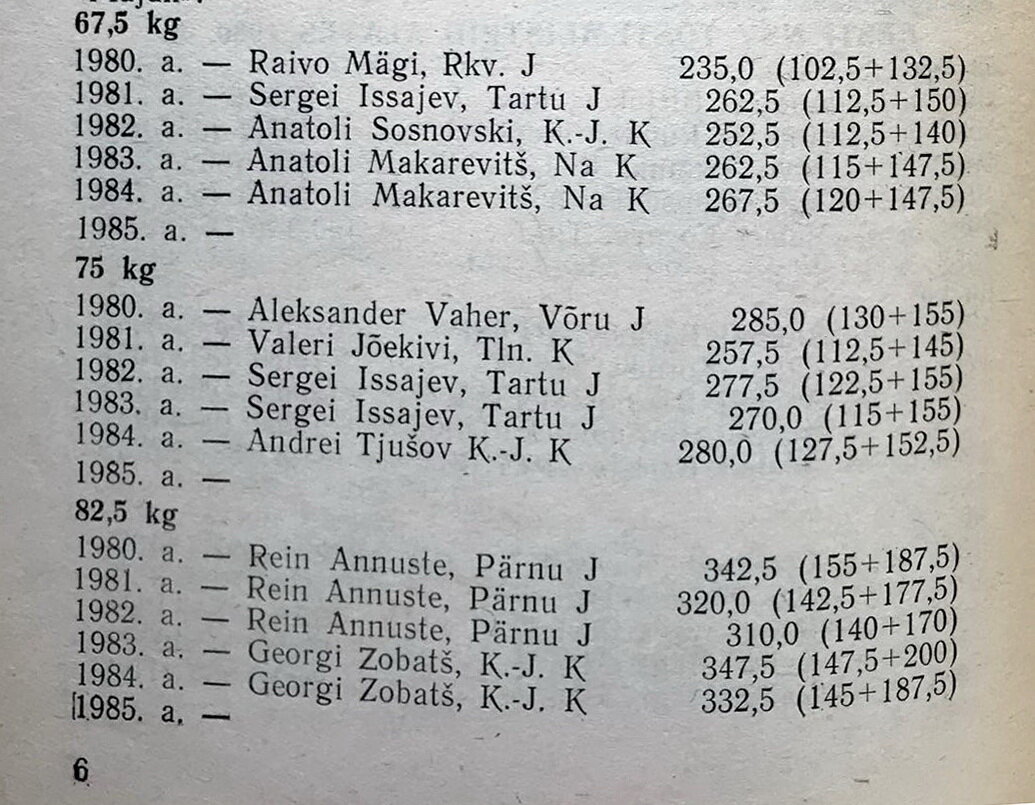 67,5 kg
1980. a. — Raivo Mägi, Rkv. J 235,0 (102,5+132,5)
1981. a. — Sergei Issajev, Tartu J 262,5 (112,5+150)
1982. a. — Anatoli Sosnovski, K.-J. K 252,5 (112,5+140)
1983. a. — Anatoli Makarevitš, Na K 262,5 (115+147,5)
1984. a. — Anatoli Makarevitš, Na K 267,5 (120+147,5)
1985. a. —
75 kg
1980. a. — Aleksander Vaher, Võru J 285,0 (130+155)
1981. a. — Valeri Jõekivi, Tln. K 257,5 (112,5+145)
1982. a. — Sergei Issajev, Tartu J 277,5 (122,5+155)
1983. a. — Sergei Issajev, Tartu J 270,0 (115+155)
1984. a. — Andrei Tjušov K.-J. K 280,0 (127,5+152,5)
1985. a. —
82,5 kg
1980. a. — Rein Annuste, Pärnu J 342,5 (155+187,5)
1981. a. — Rein Annuste, Pärnu J 320,0 (142,5+177,5)
1982. a. — Rein Annuste, Pärnu J 310,0 (140+170)
1983. a. — Georgi Zobatš, K.-J. K 347,5 (147,5+200)
1984. a. — Georgi Zobatš, K.-J. K 332,5 (145+187,5)
1985. a. —
6